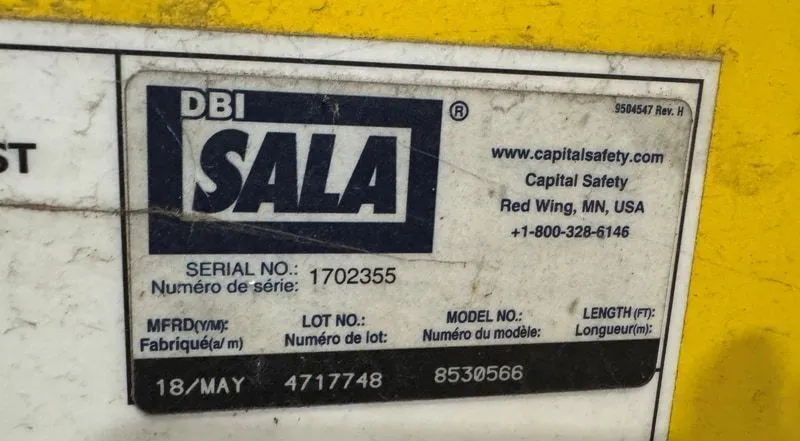 ST
DBI
SALA
®
9504547 Rev. H
www.capitalsafety.com
Capital Safety
Red Wing, MN, USA
+1-800-328-6146
SERIAL NO.: 1702355
Numéro de série:
MFRD(Y/M): LOT NO.: MODEL NO.: LENGTH (FT):
Fabriqué(a/ m) Numéro de lot: Numéro du modèle: Longueur(m):
18/MAY 4717748 8530566